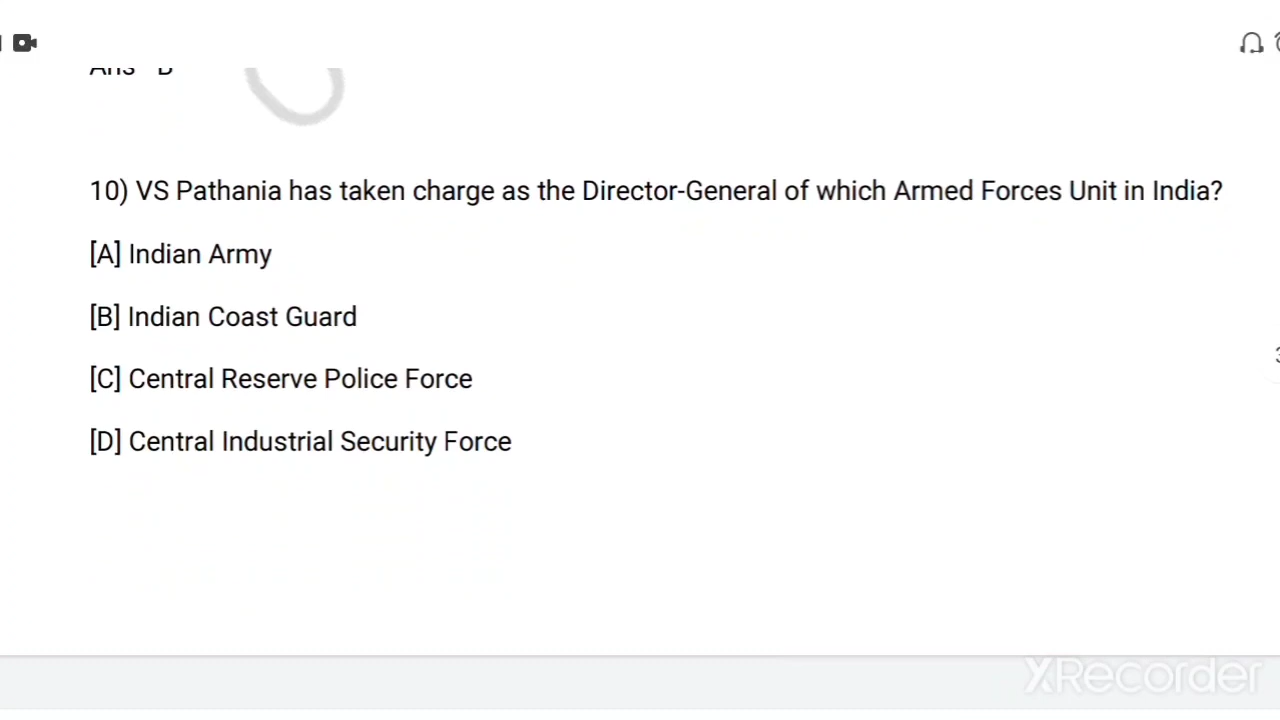 Ans B
10) VS Pathania has taken charge as the Director-General of which Armed Forces Unit in India?
[A] Indian Army
[B] Indian Coast Guard
[C] Central Reserve Police Force
[D] Central Industrial Security Force
XRecorder